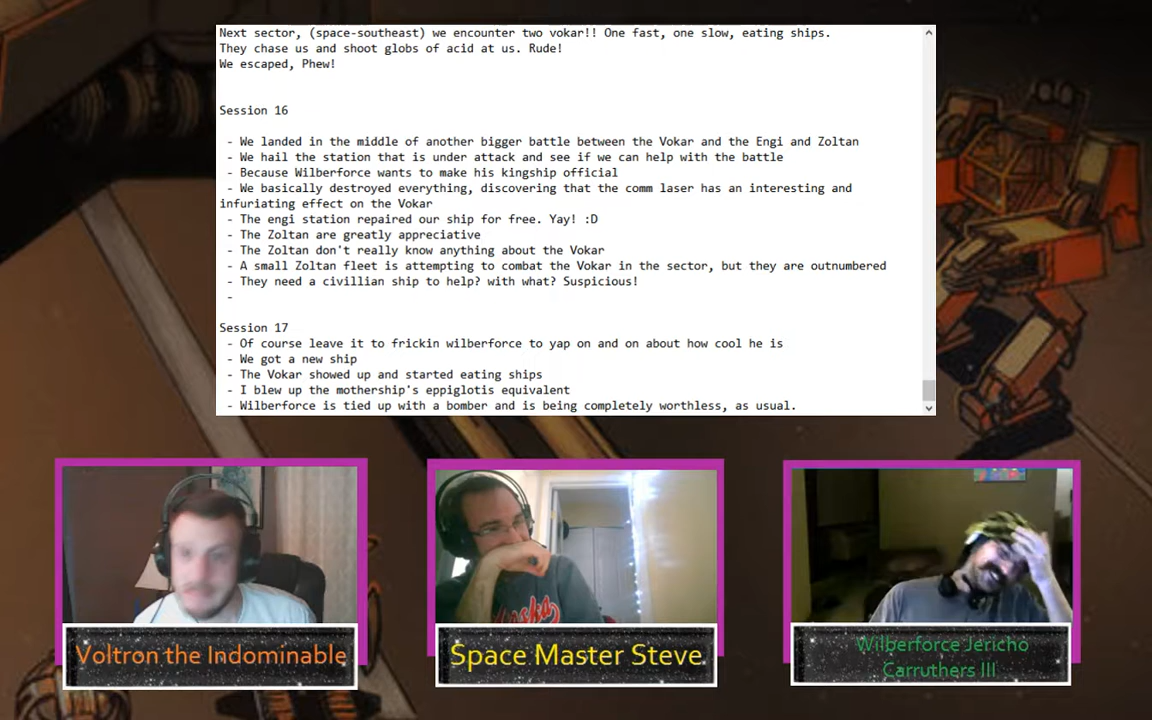 Next sector, (space-southeast) we encounter two vokar!! One fast, one slow, eating ships.
They chase us and shoot globs of acid at us. Rude!
We escaped, Phew!
Session 16
- We landed in the middle of another bigger battle between the Vokar and the Engi and Zoltan
- We hail the station that is under attack and see if we can help with the battle
- Because Wilberforce wants to make his kingship official
- We basically destroyed everything, discovering that the comm laser has an interesting and
infuriating effect on the Vokar
- The engi station repaired our ship for free. Yay! :D
- The Zoltan are greatly appreciative
- The Zoltan don't really know anything about the Vokar
- A small Zoltan fleet is attempting to combat the Vokar in the sector, but they are outnumbered
- They need a civillian ship to help? with what? Suspicious!
-
Session 17
- Of course leave it to frickin wilberforce to yap on and on about how cool he is
- We got a new ship
- The Vokar showed up and started eating ships
- I blew up the mothership's eppiglotis equivalent
- Wilberforce is tied up with a bomber and is being completely worthless, as usual.
Voltron the Indominable
Space Master Steve
Wilberforce Jericho
Carruthers III